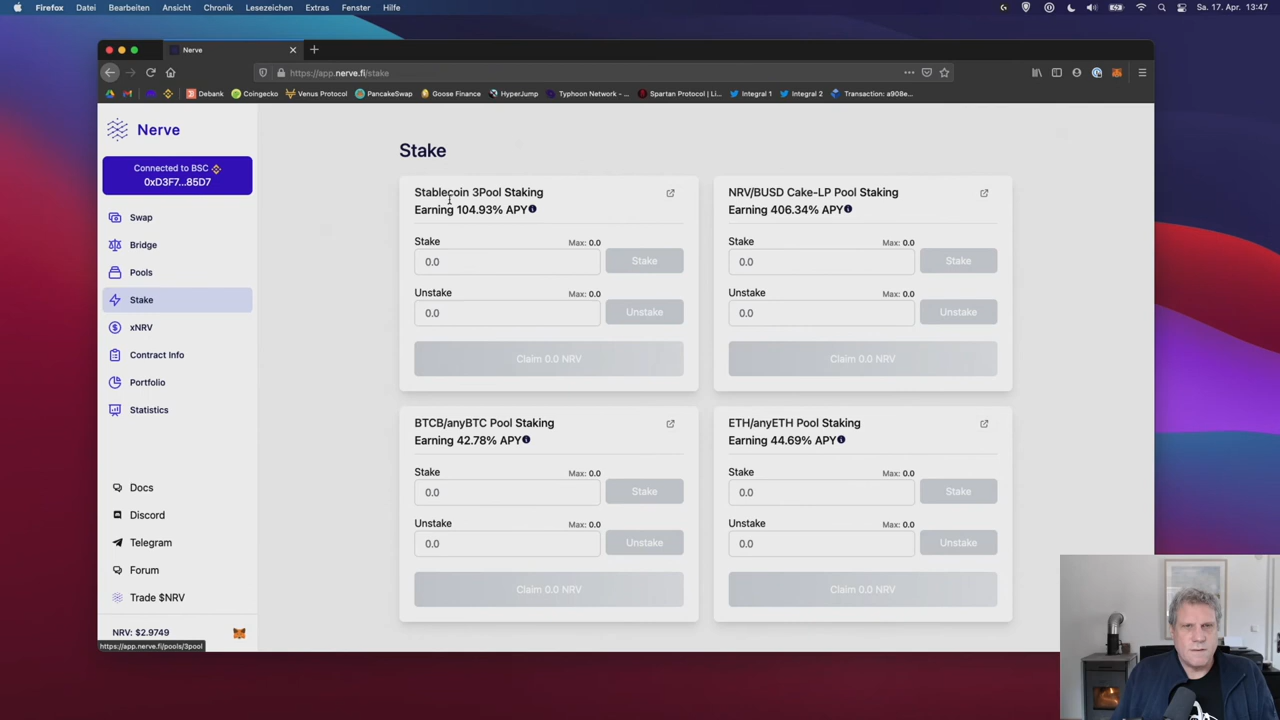 Firefox Datei Bearbeiten Ansicht Chronik Lesezeichen Extras Fenster Hilfe
Sa. 17. Apr. 13:47
Nerve
https://app.nerve.fi/stake
Debank Coingecko Venus Protocol PancakeSwap Goose Finance HyperJump Typhoon Network - ... Spartan Protocol | Li... Integral 1 Integral 2 Transaction: a908e...
Nerve
Connected to BSC
0xD3F7...85D7
Swap
Bridge
Pools
Stake
xNRV
Contract Info
Portfolio
Statistics
Docs
Discord
Telegram
Forum
Trade $NRV
NRV: $2.9749
https://app.nerve.fi/pools/3pool
Stake
Stablecoin 3Pool Staking
Earning 104.93% APY
Stake Max: 0.0
0.0 Stake
Unstake Max: 0.0
0.0 Unstake
Claim 0.0 NRV
NRV/BUSD Cake-LP Pool Staking
Earning 406.34% APY
Stake Max: 0.0
0.0 Stake
Unstake Max: 0.0
0.0 Unstake
Claim 0.0 NRV
BTCB/anyBTC Pool Staking
Earning 42.78% APY
Stake Max: 0.0
0.0 Stake
Unstake Max: 0.0
0.0 Unstake
Claim 0.0 NRV
ETH/anyETH Pool Staking
Earning 44.69% APY
Stake Max: 0.0
0.0 Stake
Unstake Max: 0.0
0.0 Unstake
Claim 0.0 NRV